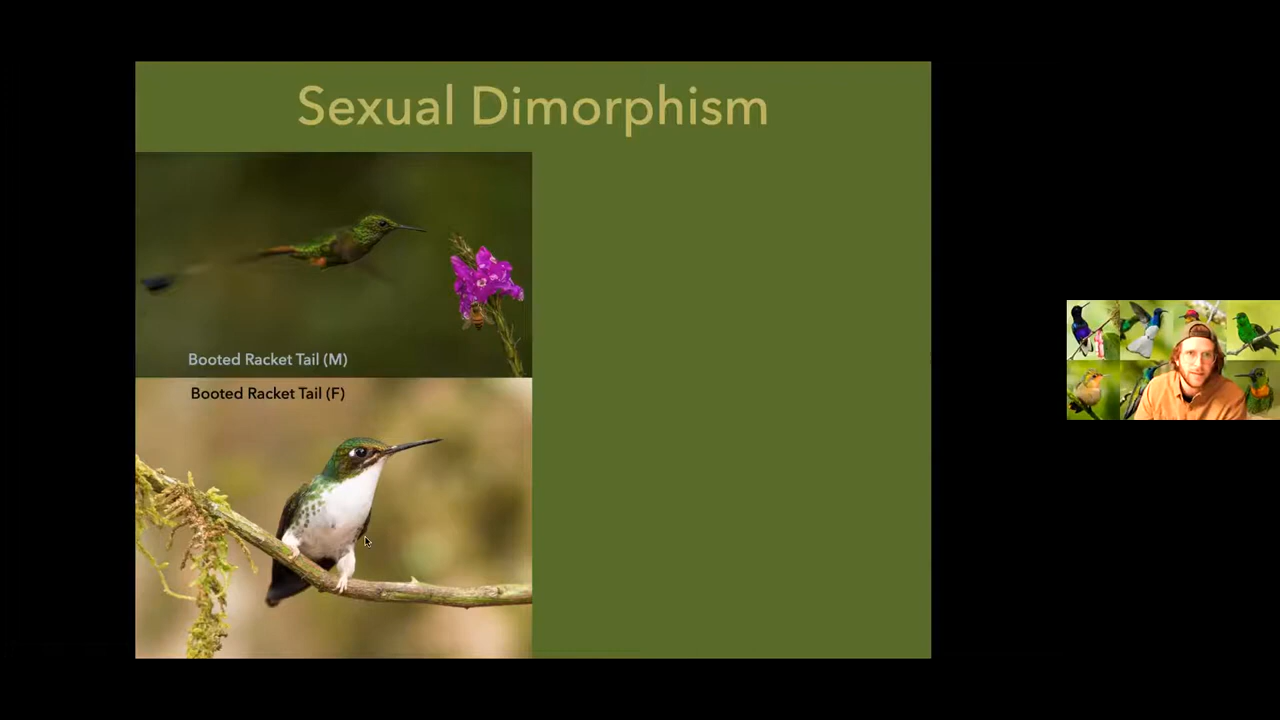 Sexual Dimorphism
Booted Racket Tail (M)
Booted Racket Tail (F)